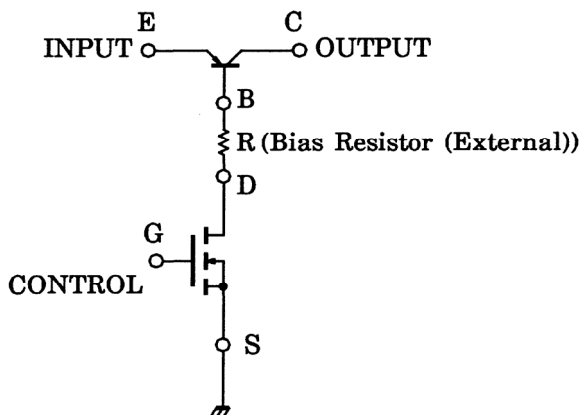 E C
INPUT OUTPUT
B
R (Bias Resistor (External))
D
G
CONTROL
S